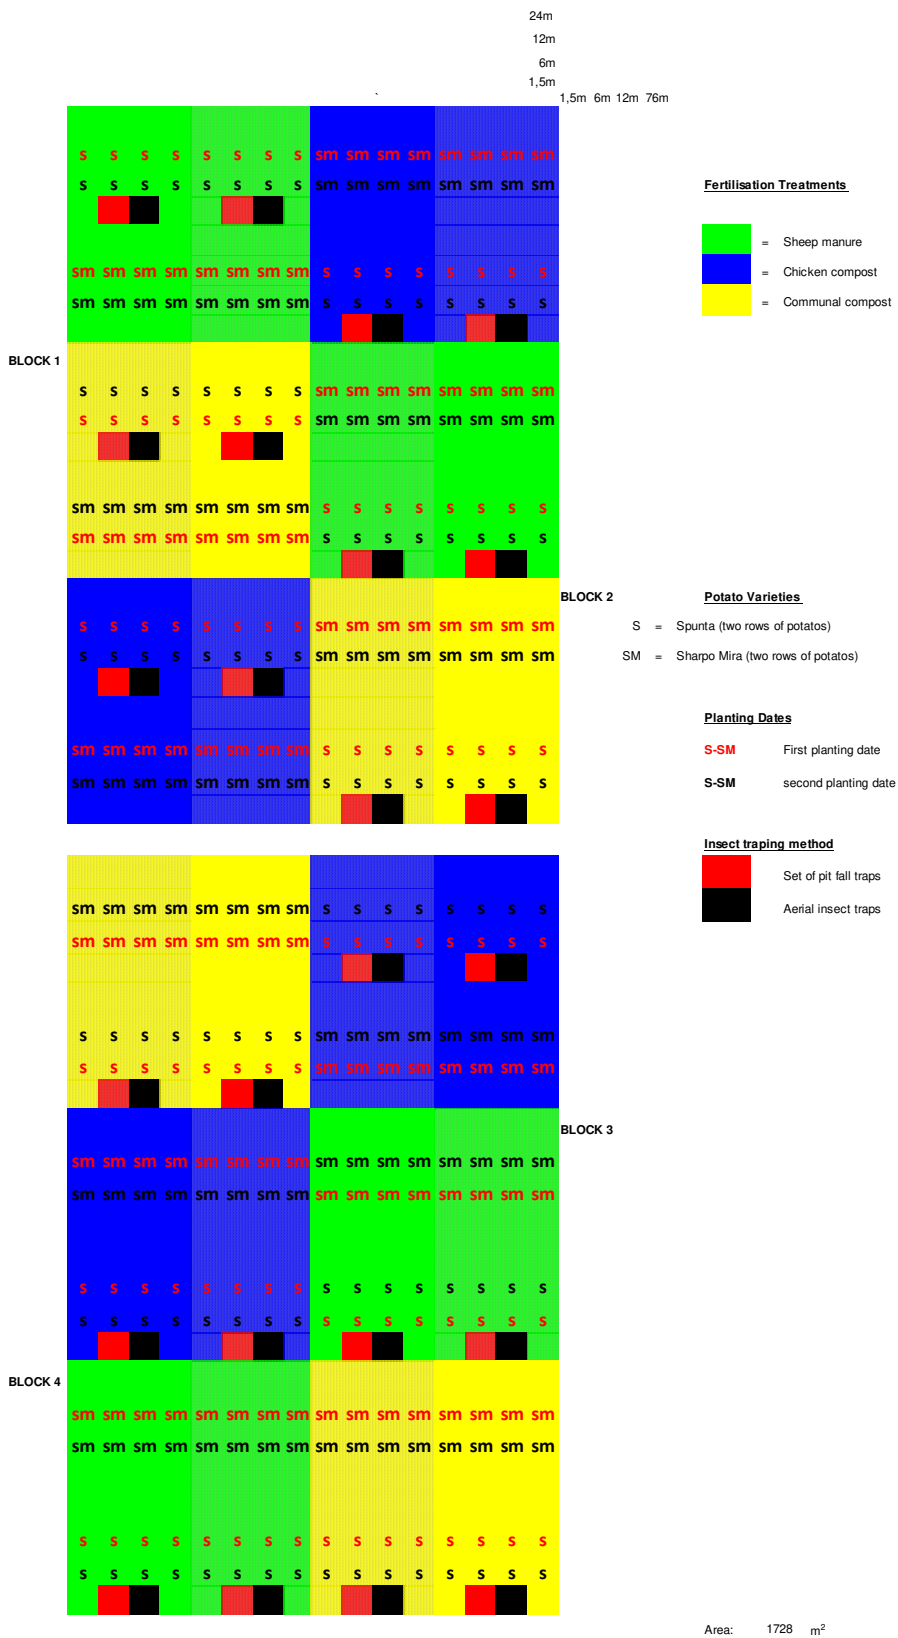 24m
12m
6m
1,5m
` 1,5m 6m 12m 76m
s s s s s s s s sm sm sm sm sm sm sm sm
s s s s s s s s sm sm sm sm sm sm sm sm
Fertilisation Treatments
= Sheep manure
sm sm sm sm sm sm sm sm s s s s s s s s
= Chicken compost
sm sm sm sm sm sm sm sm s s s s s s s s
= Communal compost
BLOCK 1
s s s s s s s s sm sm sm sm sm sm sm sm
s s s s s s s s sm sm sm sm sm sm sm sm
sm sm sm sm sm sm sm sm s s s s s s s s
sm sm sm sm sm sm sm sm s s s s s s s s
BLOCK 2 Potato Varieties
s s s s s s s s sm sm sm sm sm sm sm sm
S = Spunta (two rows of potatos)
s s s s s s s s sm sm sm sm sm sm sm sm
SM = Sharpo Mira (two rows of potatos)
Planting Dates
sm sm sm sm sm sm sm sm s s s s s s s s
S-SM First planting date
sm sm sm sm sm sm sm sm s s s s s s s s
S-SM second planting date
Insect traping method
Set of pit fall traps
sm sm sm sm sm sm sm sm s s s s s s s s
Aerial insect traps
sm sm sm sm sm sm sm sm s s s s s s s s
s s s s s s s s sm sm sm sm sm sm sm sm
s s s s s s s s sm sm sm sm sm sm sm sm
BLOCK 3
sm sm sm sm sm sm sm sm sm sm sm sm sm sm sm sm
sm sm sm sm sm sm sm sm sm sm sm sm sm sm sm sm
s s s s s s s s s s s s s s s s
s s s s s s s s s s s s s s s s
BLOCK 4
sm sm sm sm sm sm sm sm sm sm sm sm sm sm sm sm
sm sm sm sm sm sm sm sm sm sm sm sm sm sm sm sm
s s s s s s s s s s s s s s s s
s s s s s s s s s s s s s s s s
Area: 1728 m²